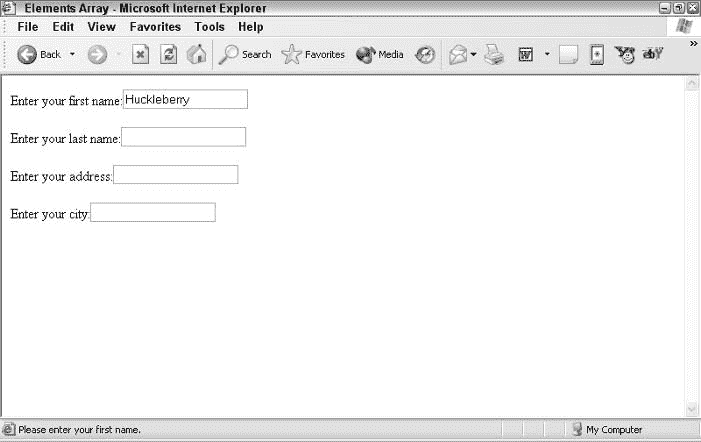 Elements Array - Microsoft Internet Explorer
File Edit View Favorites Tools Help
Back Search Favorites Media W ebY »
Enter your first name: Huckleberry
Enter your last name:
Enter your address:
Enter your city:
Please enter your first name. My Computer